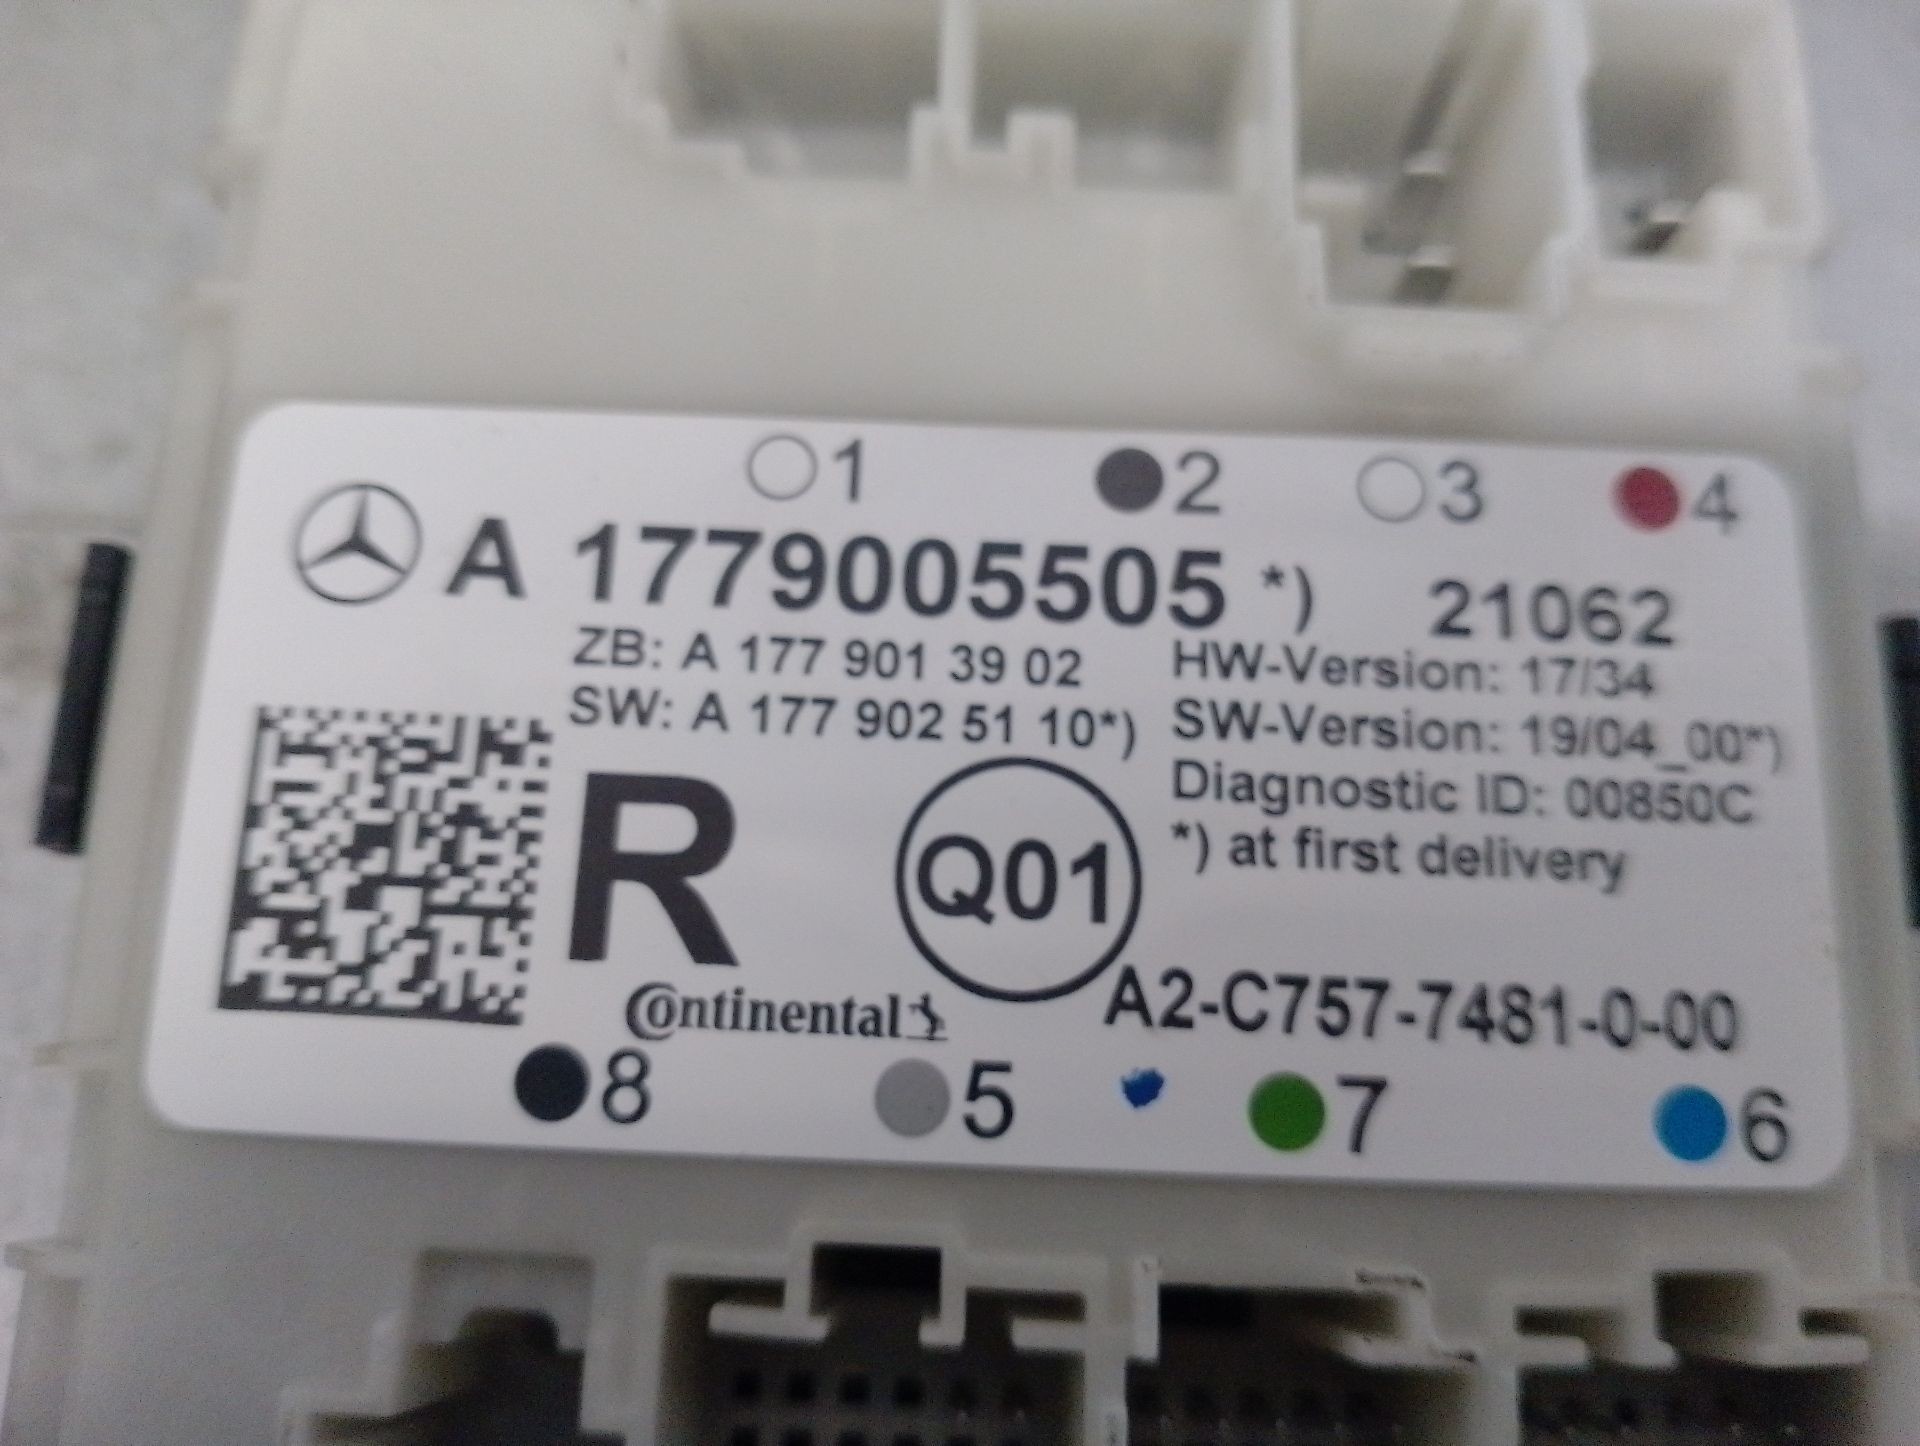 1 2 3 4
A 1779005505 *) 21062
ZB: A 177 901 39 02 HW-Version: 17/34
SW: A 177 902 51 10*) SW-Version: 19/04_00*)
Diagnostic ID: 00850C
*) at first delivery
R Q01
Continental A2-C757-7481-0-00
8 5 7 6